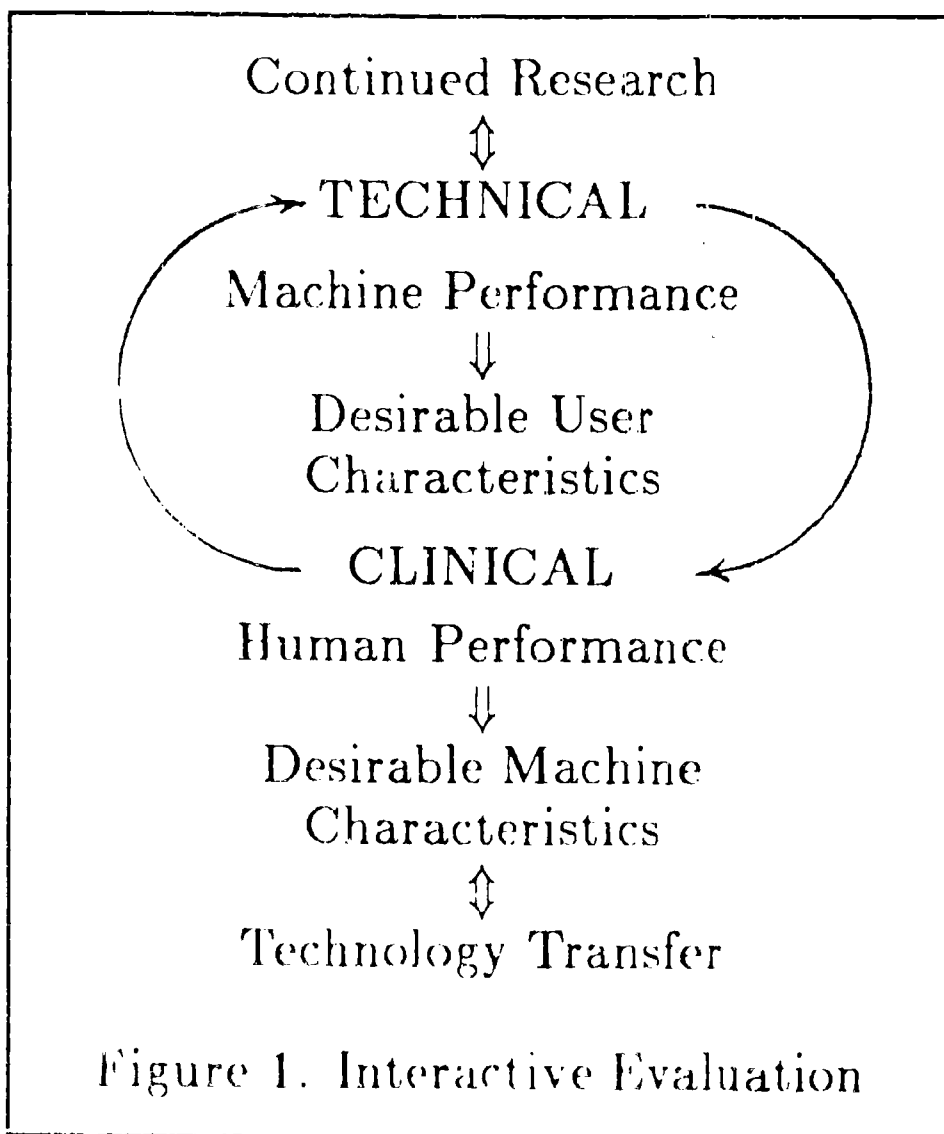 Continued Research
⇕
TECHNICAL
Machine Performance
⇓
Desirable User
Characteristics
CLINICAL
Human Performance
⇓
Desirable Machine
Characteristics
⇕
Technology Transfer
Figure 1. Interactive Evaluation